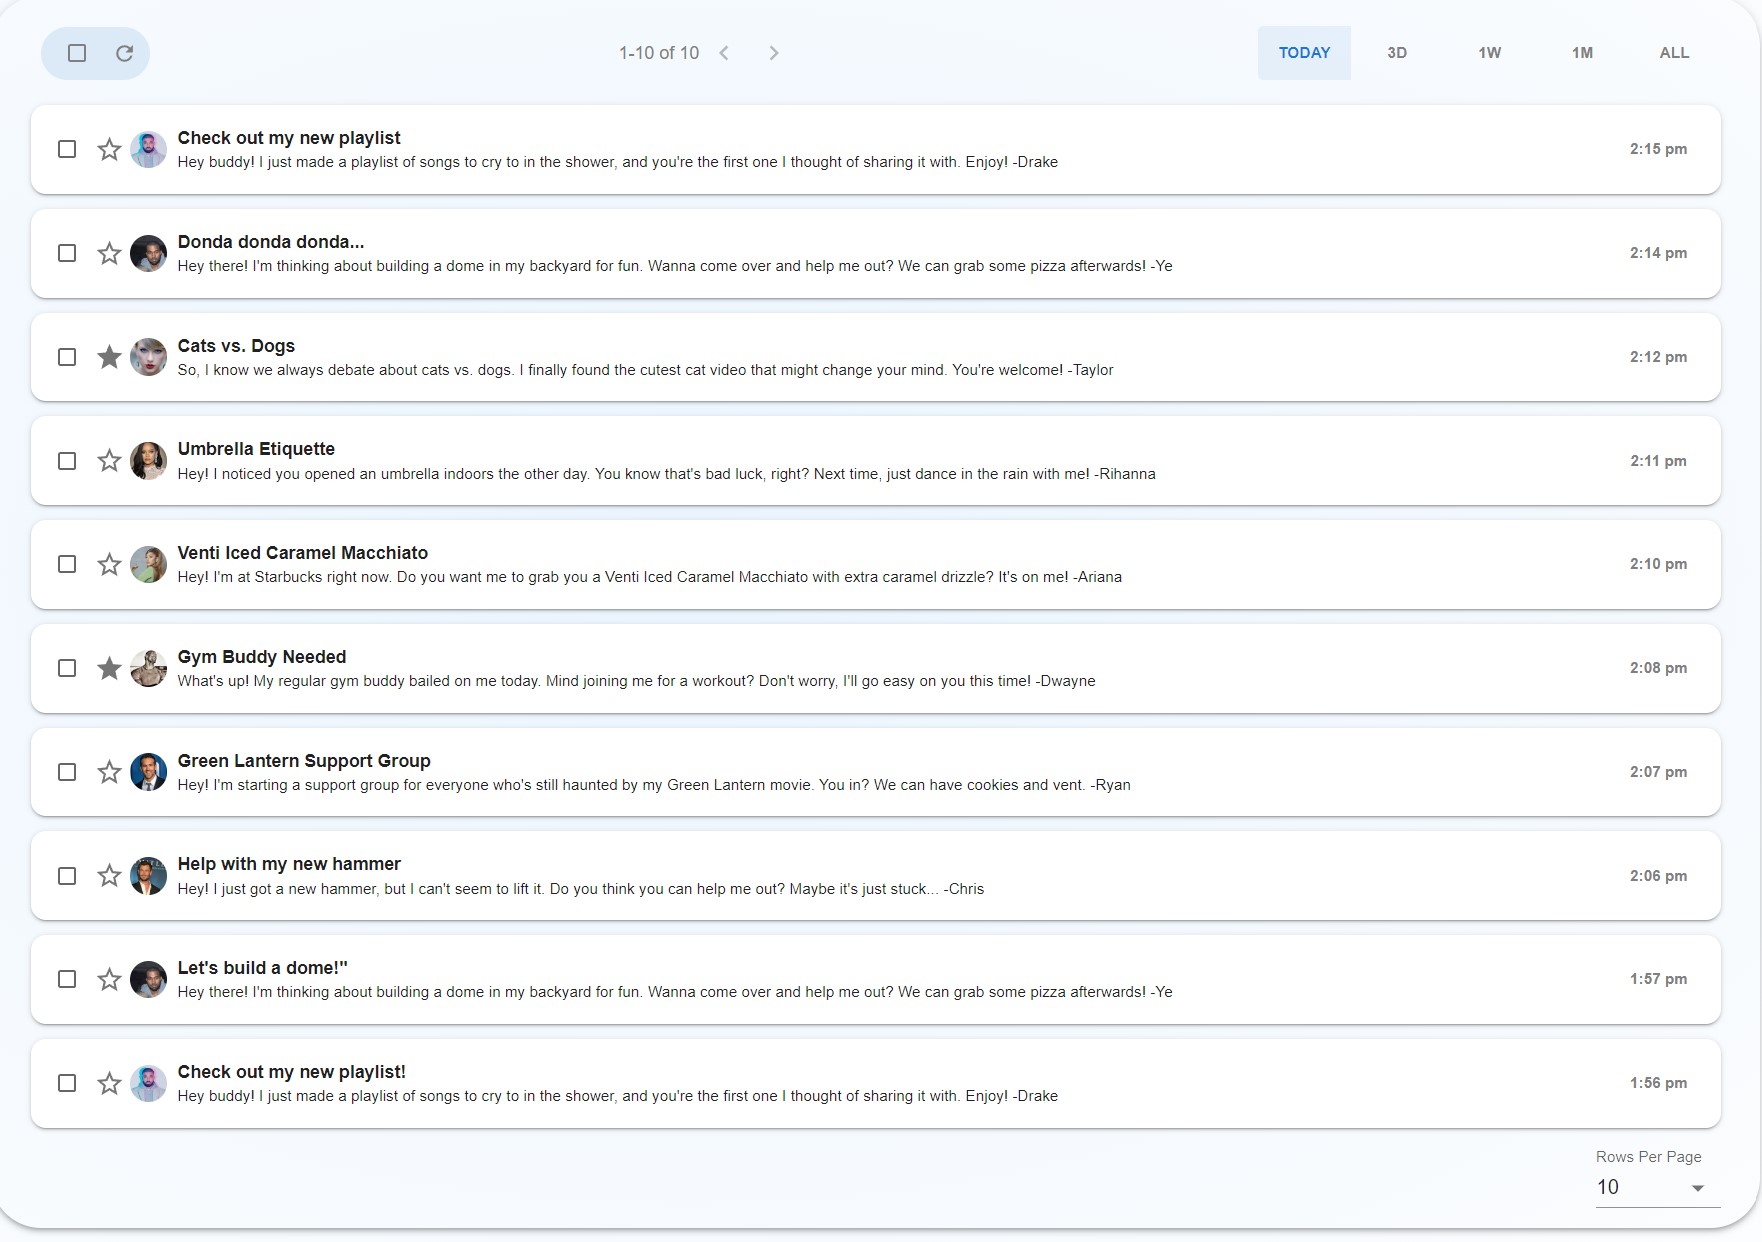 1-10 of 10
TODAY 3D 1W 1M ALL
Check out my new playlist
Hey buddy! I just made a playlist of songs to cry to in the shower, and you're the first one I thought of sharing it with. Enjoy! -Drake
2:15 pm
Donda donda donda...
Hey there! I'm thinking about building a dome in my backyard for fun. Wanna come over and help me out? We can grab some pizza afterwards! -Ye
2:14 pm
Cats vs. Dogs
So, I know we always debate about cats vs. dogs. I finally found the cutest cat video that might change your mind. You're welcome! -Taylor
2:12 pm
Umbrella Etiquette
Hey! I noticed you opened an umbrella indoors the other day. You know that's bad luck, right? Next time, just dance in the rain with me! -Rihanna
2:11 pm
Venti Iced Caramel Macchiato
Hey! I'm at Starbucks right now. Do you want me to grab you a Venti Iced Caramel Macchiato with extra caramel drizzle? It's on me! -Ariana
2:10 pm
Gym Buddy Needed
What's up! My regular gym buddy bailed on me today. Mind joining me for a workout? Don't worry, I'll go easy on you this time! -Dwayne
2:08 pm
Green Lantern Support Group
Hey! I'm starting a support group for everyone who's still haunted by my Green Lantern movie. You in? We can have cookies and vent. -Ryan
2:07 pm
Help with my new hammer
Hey! I just got a new hammer, but I can't seem to lift it. Do you think you can help me out? Maybe it's just stuck... -Chris
2:06 pm
Let's build a dome!"
Hey there! I'm thinking about building a dome in my backyard for fun. Wanna come over and help me out? We can grab some pizza afterwards! -Ye
1:57 pm
Check out my new playlist!
Hey buddy! I just made a playlist of songs to cry to in the shower, and you're the first one I thought of sharing it with. Enjoy! -Drake
1:56 pm
Rows Per Page
10